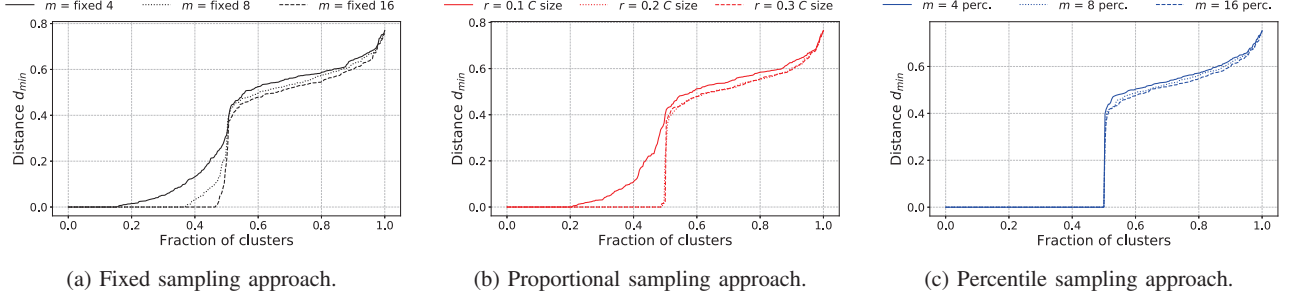 m = fixed 4 m = fixed 8 m = fixed 16
0.8
0.6
0.4
0.2
0.0
Distance dmin
0.0 0.2 0.4 0.6 0.8 1.0
Fraction of clusters
(a) Fixed sampling approach.
r = 0.1 C size r = 0.2 C size r = 0.3 C size
0.8
0.6
0.4
0.2
0.0
Distance dmin
0.0 0.2 0.4 0.6 0.8 1.0
Fraction of clusters
(b) Proportional sampling approach.
m = 4 perc. m = 8 perc. m = 16 perc.
0.8
0.6
0.4
0.2
0.0
Distance dmin
0.0 0.2 0.4 0.6 0.8 1.0
Fraction of clusters
(c) Percentile sampling approach.